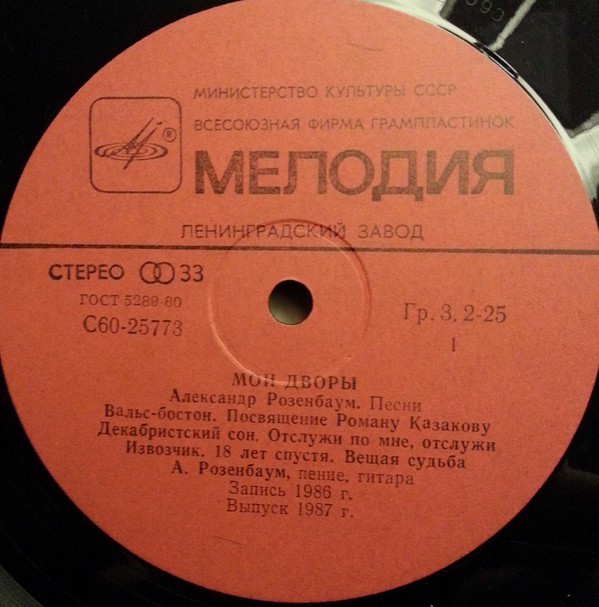 МИНИСТЕРСТВО КУЛЬТУРЫ СССР
ВСЕСОЮЗНАЯ ФИРМА ГРАМПЛАСТИНОК
®
МЕЛОДИЯ
ЛЕНИНГРАДСКИЙ ЗАВОД
СТЕРЕО 33
ГОСТ 5289-80
С60-25773
Гр. 3. 2-25
1
МОИ ДВОРЫ
Александр Розенбаум. Песни
Вальс-бостон. Посвящение Роману Казакову
Декабристский сон. Отслужи по мне, отслужи
Извозчик. 18 лет спустя. Вещая судьба
А. Розенбаум, пение, гитара
Запись 1986 г.
Выпуск 1987 г.